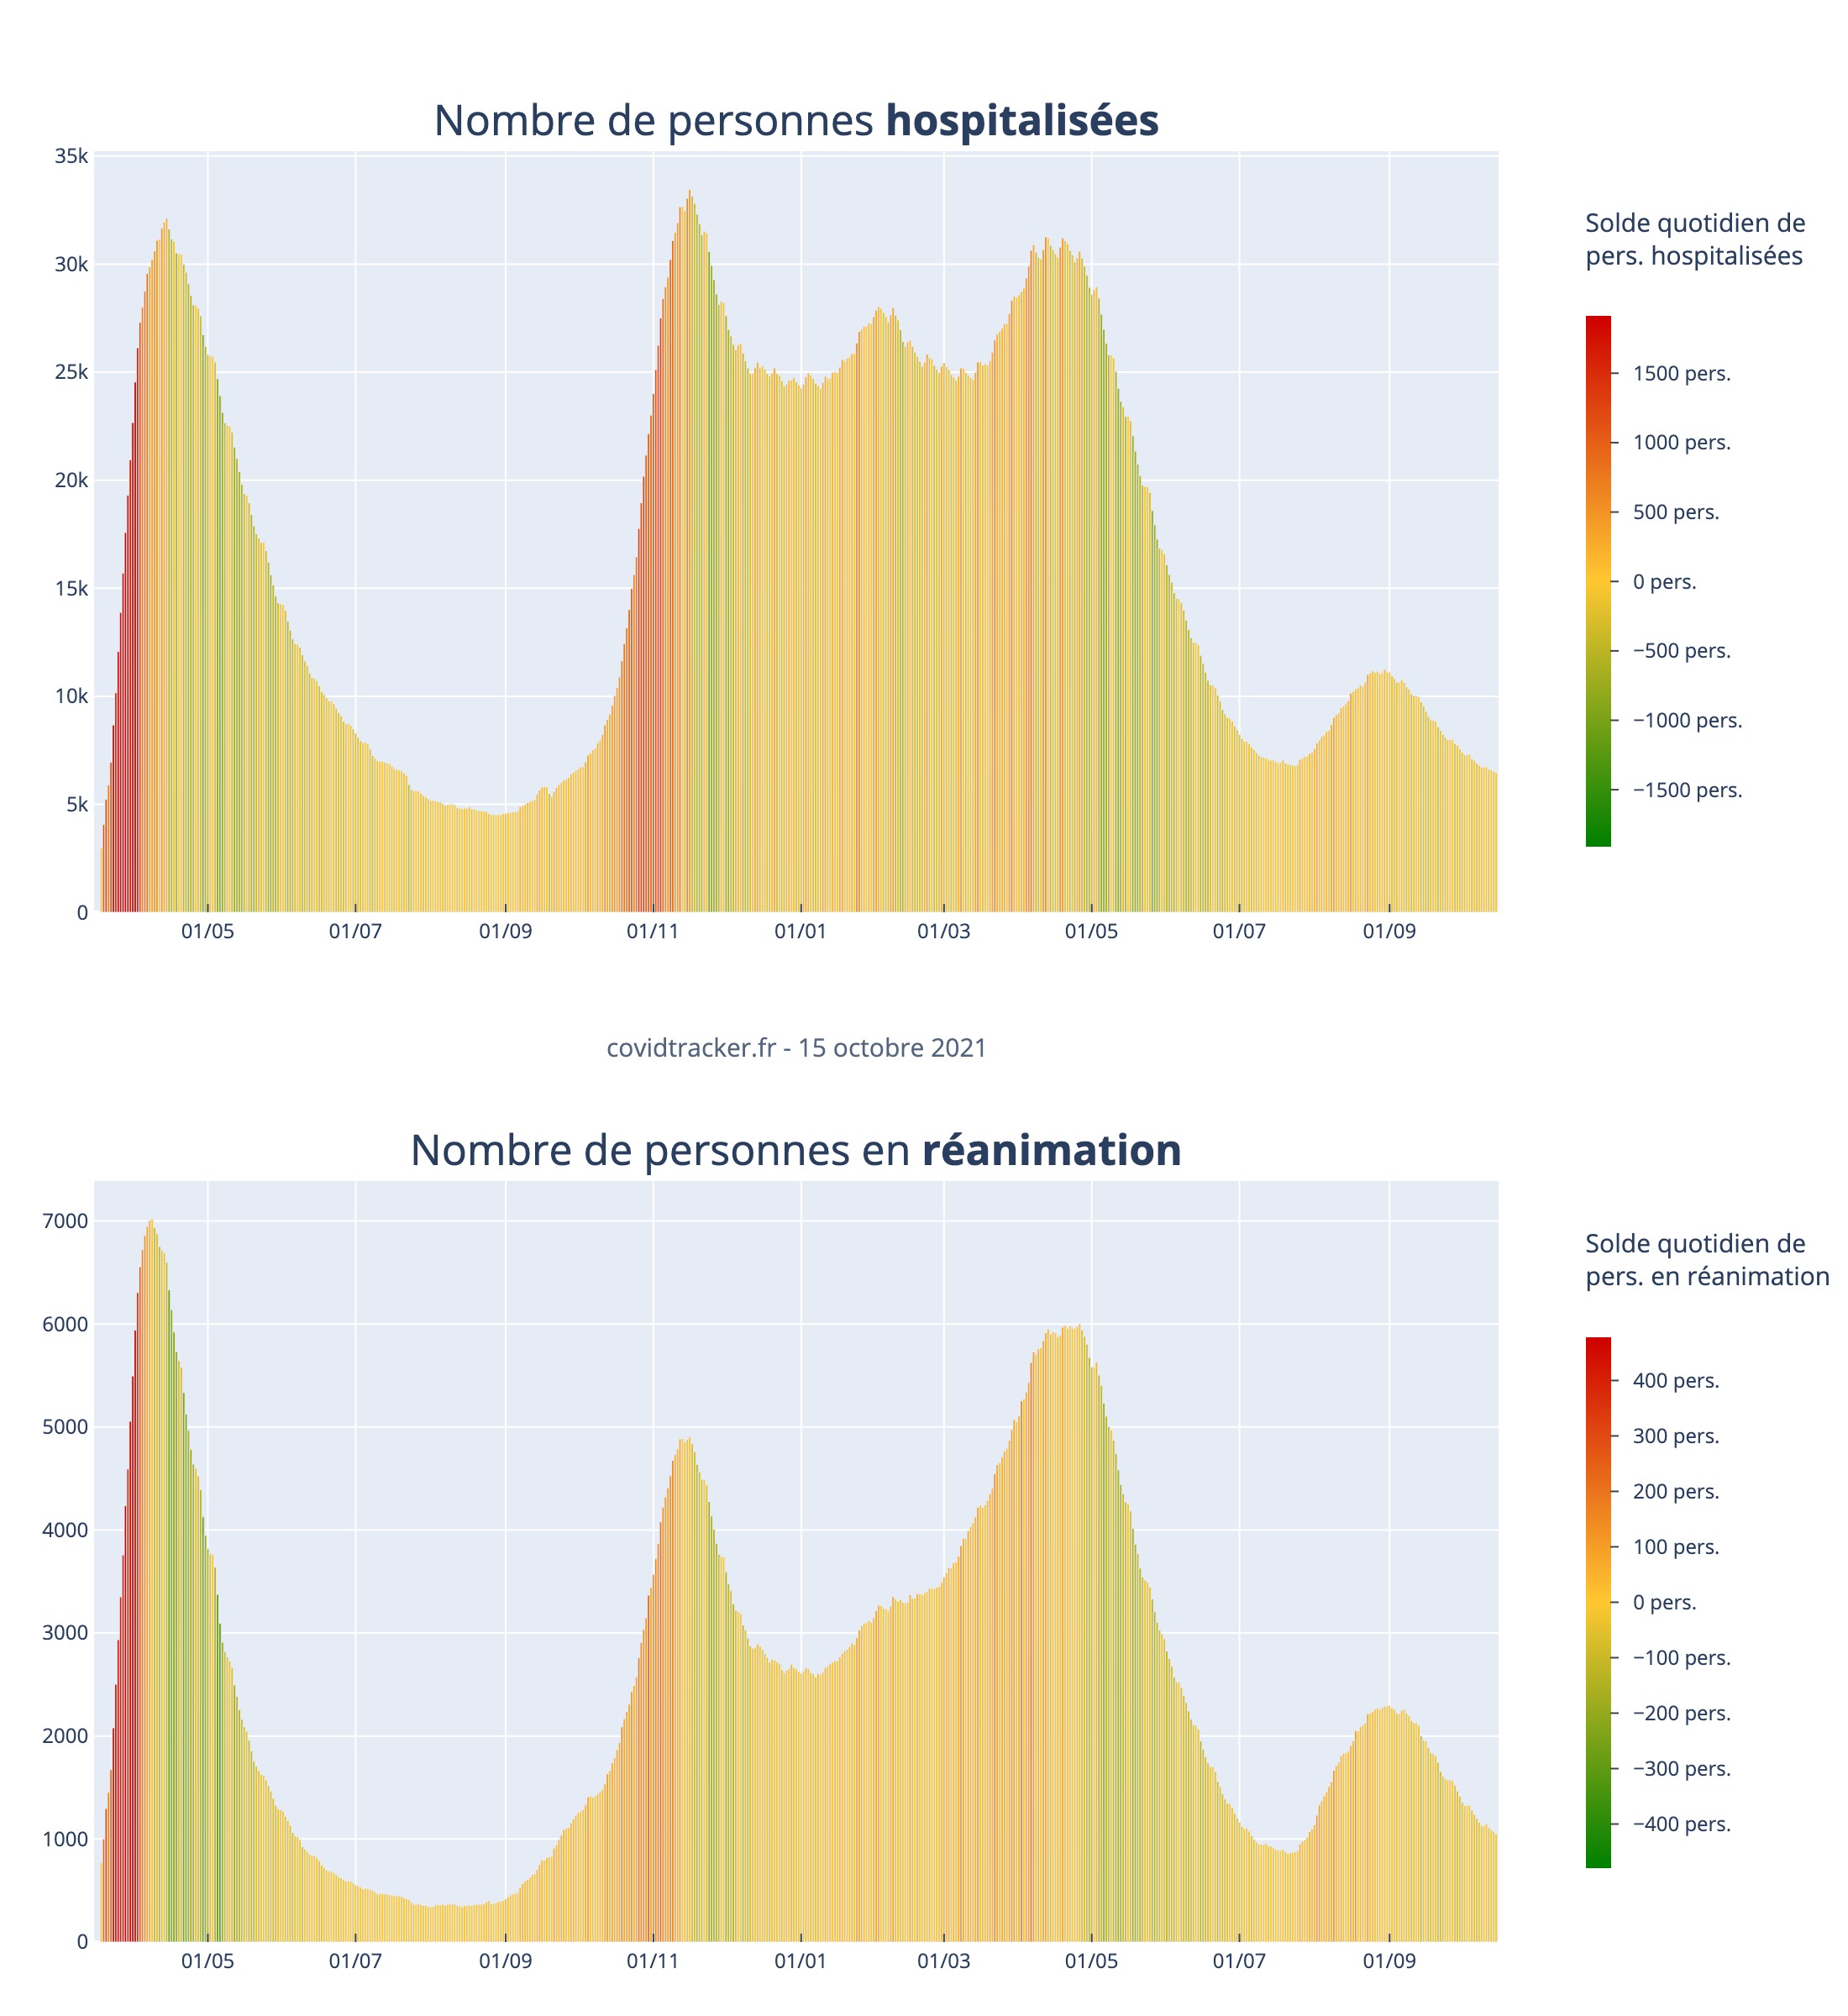 Nombre de personnes hospitalisées
35k
30k
25k
20k
15k
10k
5k
0
01/05 01/07 01/09 01/11 01/01 01/03 01/05 01/07 01/09
Solde quotidien de
pers. hospitalisées
1500 pers.
1000 pers.
500 pers.
0 pers.
−500 pers.
−1000 pers.
−1500 pers.
covidtracker.fr - 15 octobre 2021
Nombre de personnes en réanimation
7000
6000
5000
4000
3000
2000
1000
0
01/05 01/07 01/09 01/11 01/01 01/03 01/05 01/07 01/09
Solde quotidien de
pers. en réanimation
400 pers.
300 pers.
200 pers.
100 pers.
0 pers.
−100 pers.
−200 pers.
−300 pers.
−400 pers.